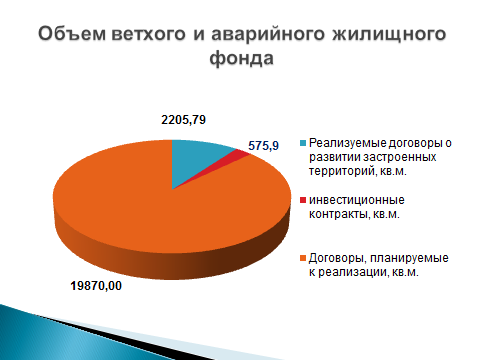 Объем ветхого и аварийного жилищного
фонда
2205,79
575,9
19870,00
Реализуемые договоры о
развитии застроенных
территорий, кв.м.
инвестиционные
контракты, кв.м.
Договоры, планируемые
к реализации, кв.м.